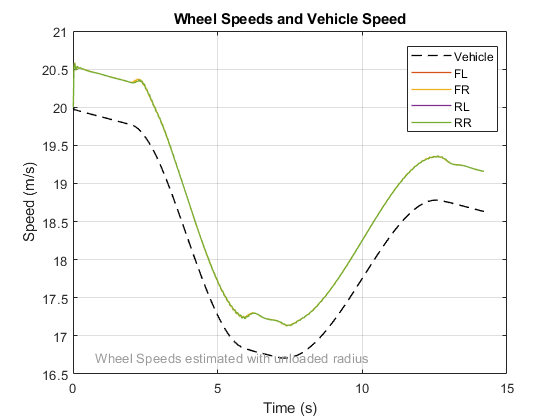 Wheel Speeds and Vehicle Speed
21
20.5
20
19.5
19
18.5
18
17.5
17
16.5
Speed (m/s)
Vehicle
FL
FR
RL
RR
Wheel Speeds estimated with unloaded radius
0
5
10
15
Time (s)